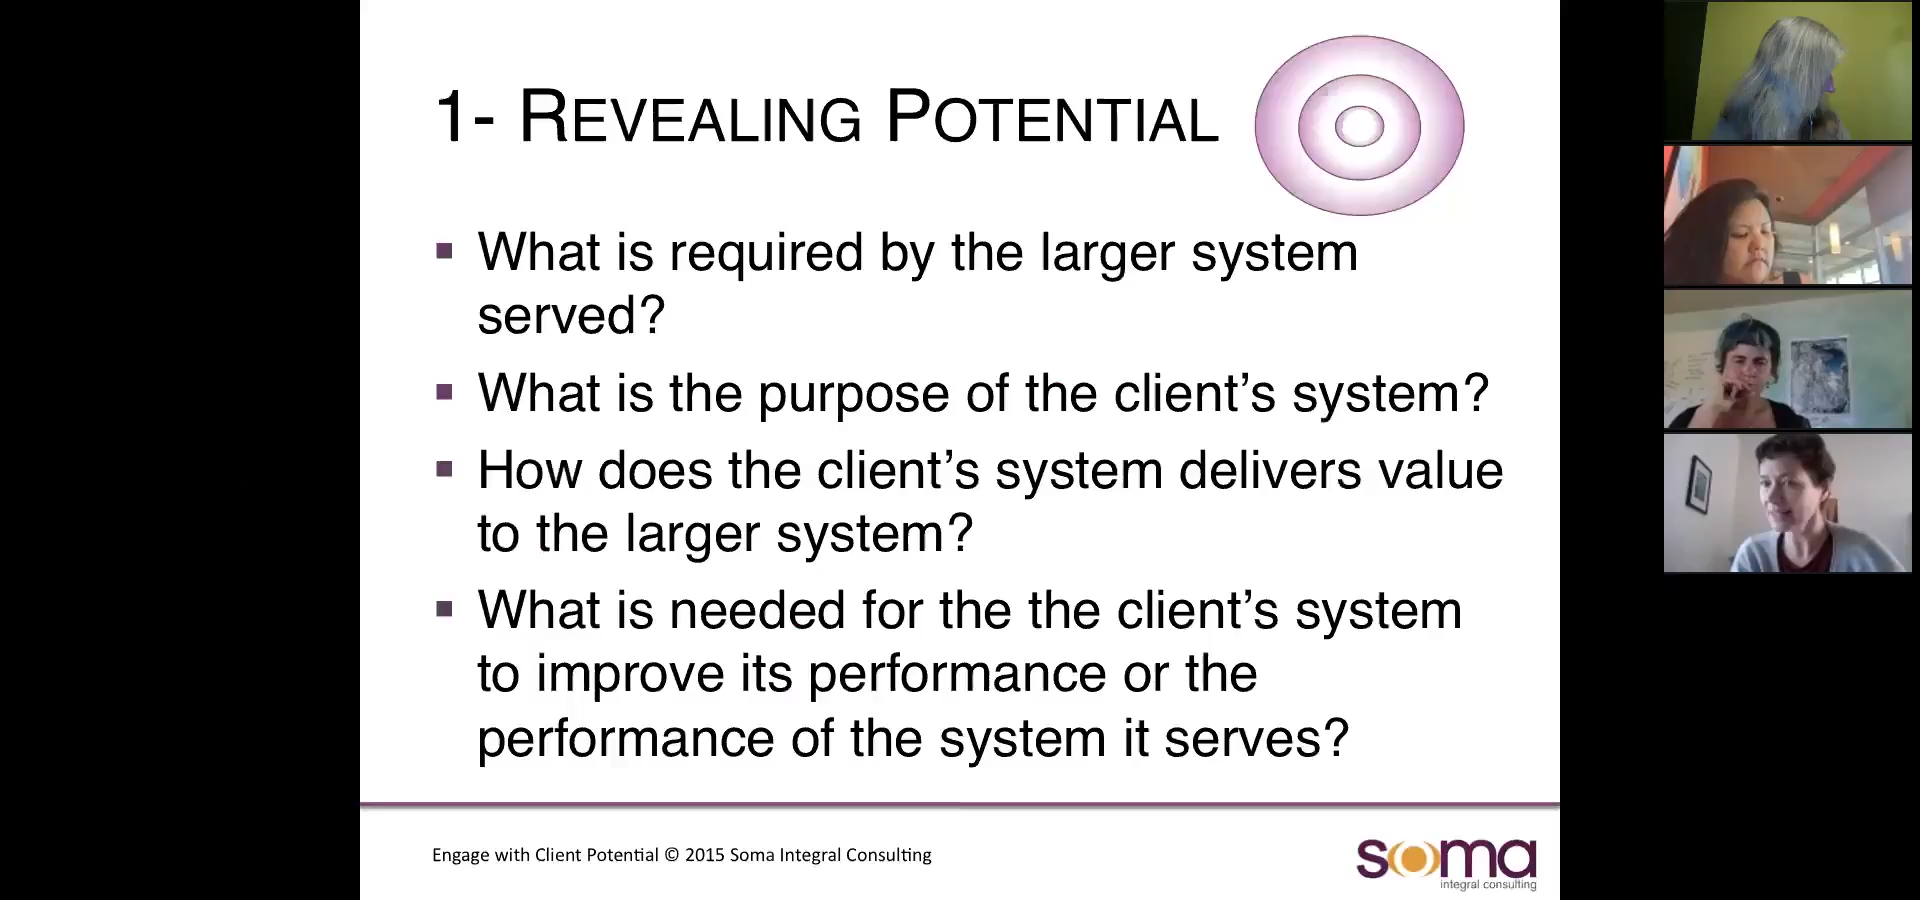 1- REVEALING POTENTIAL
▪ What is required by the larger system
served?
▪ What is the purpose of the client’s system?
▪ How does the client’s system delivers value
to the larger system?
▪ What is needed for the the client’s system
to improve its performance or the
performance of the system it serves?
Engage with Client Potential © 2015 Soma Integral Consulting
soma
integral consulting